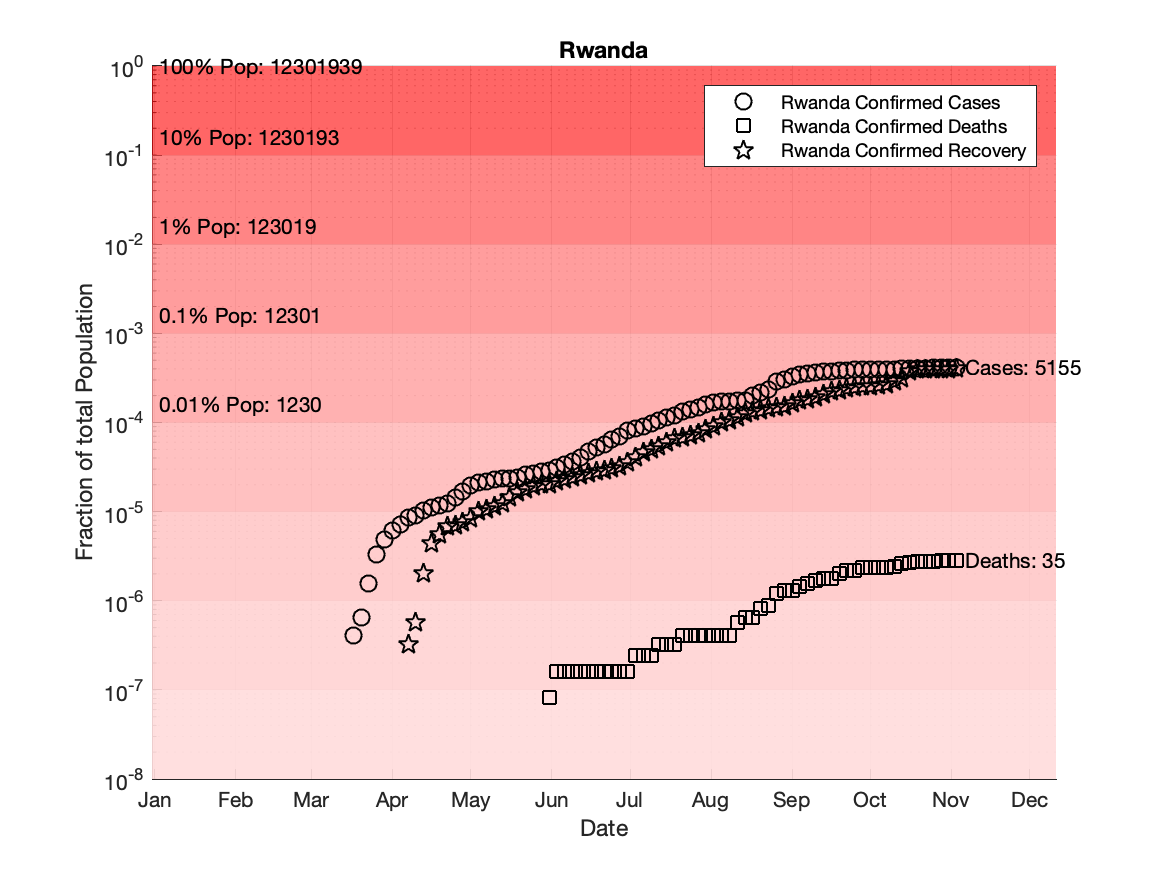 Rwanda
10^0
100% Pop: 12301939
Rwanda Confirmed Cases
Rwanda Confirmed Deaths
Rwanda Confirmed Recovery
10% Pop: 1230193
10^-1
1% Pop: 123019
10^-2
0.1% Pop: 12301
10^-3
Cases: 5155
0.01% Pop: 1230
10^-4
10^-5
Deaths: 35
10^-6
10^-7
10^-8
Fraction of total Population
Jan Feb Mar Apr May Jun Jul Aug Sep Oct Nov Dec
Date